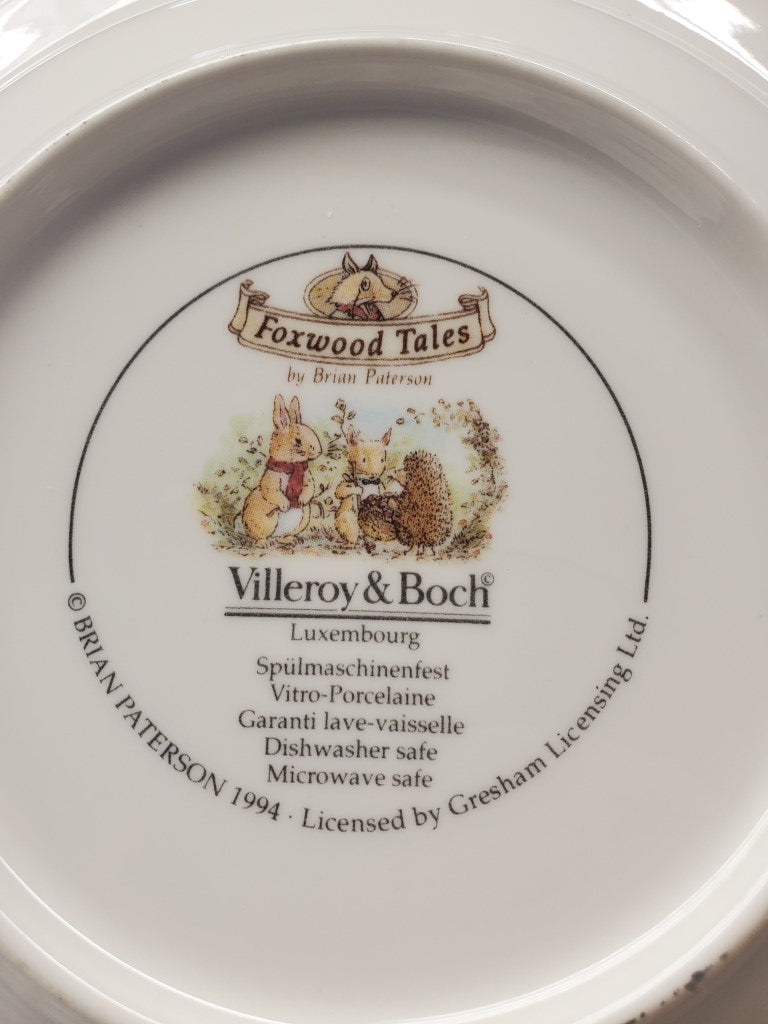 Foxwood Tales
by Brian Paterson
Villeroy & Boch©
Luxembourg
Spülmaschinenfest
Vitro-Porcelaine
Garanti lave-vaisselle
Dishwasher safe
Microwave safe
© BRIAN PATERSON 1994 · Licensed by Gresham Licensing Ltd.